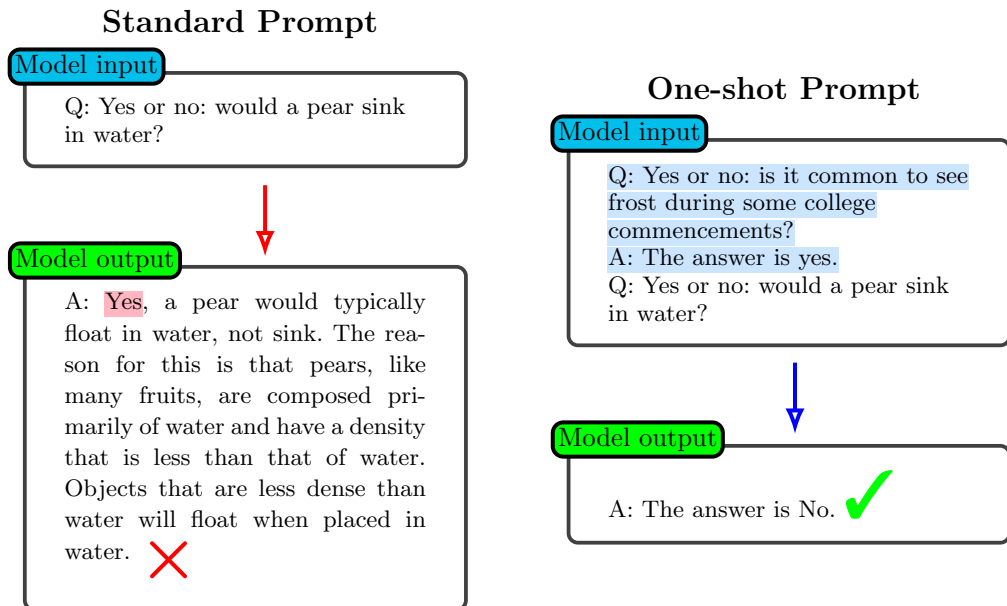 Standard Prompt
Model input
Q: Yes or no: would a pear sink
in water?
Model output
A: Yes, a pear would typically
float in water, not sink. The rea-
son for this is that pears, like
many fruits, are composed pri-
marily of water and have a density
that is less than that of water.
Objects that are less dense than
water will float when placed in
water.
One-shot Prompt
Model input
Q: Yes or no: is it common to see
frost during some college
commencements?
A: The answer is yes.
Q: Yes or no: would a pear sink
in water?
Model output
A: The answer is No.